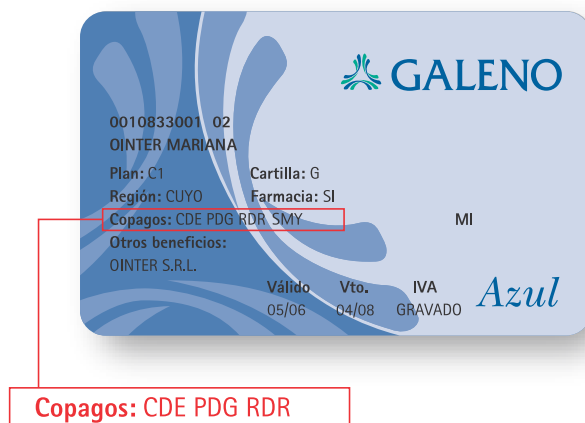 GALENO
0010833001 02
OINTER MARIANA
Plan: C1 Cartilla: G
Región: CUYO Farmacia: SI
Copagos: CDE PDG RDR SMY MI
Otros beneficios:
OINTER S.R.L.
Válido Vto. IVA
05/06 04/08 GRAVADO
Azul
Copagos: CDE PDG RDR